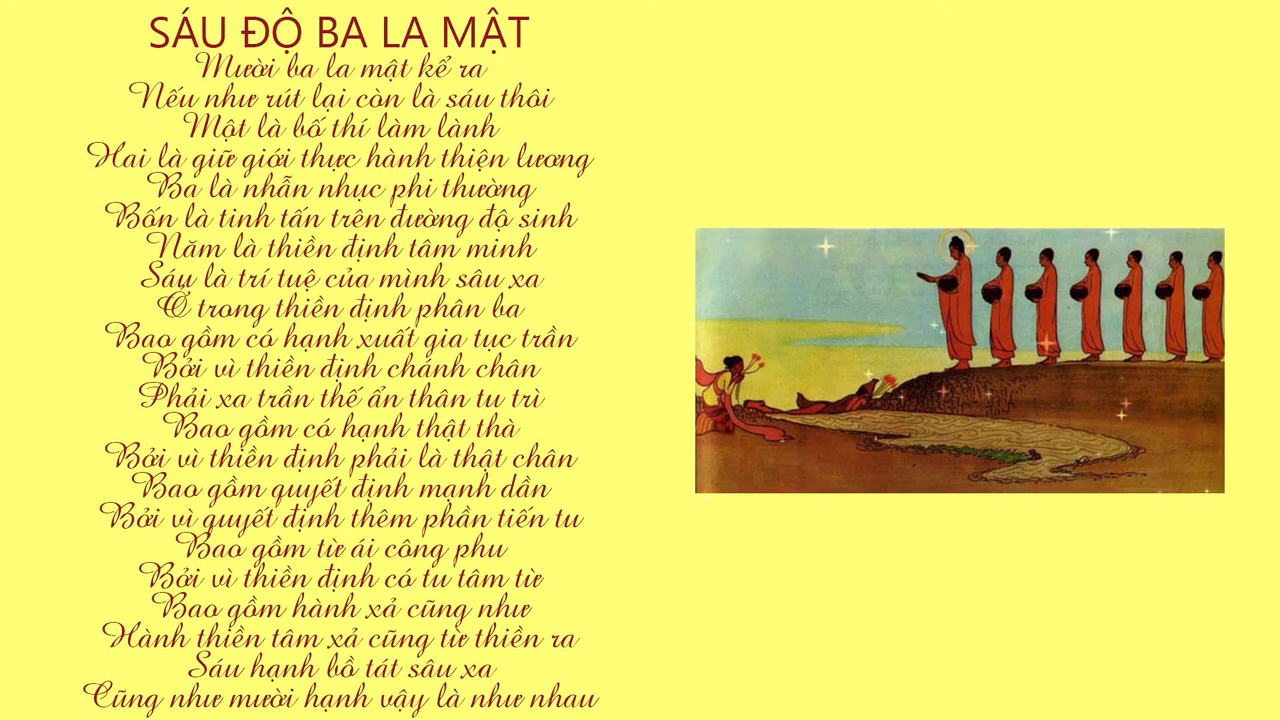 SÁU ĐỘ BA LA MẬT
Mười ba la mật kể ra
Nếu như rút lại còn là sáu thôi
Một là bố thí làm lành
Hai là giữ giới thực hành thiện lương
Ba là nhẫn nhục phi thường
Bốn là tinh tấn trên đường độ sinh
Năm là thiền định tâm minh
Sáu là trí tuệ của mình sâu xa
Ở trong thiền định phân ba
Bao gồm có hạnh xuất gia tục trần
Bởi vì thiền định chánh chân
Phải xa trần thế ẩn thân tu trì
Bao gồm có hạnh thật thà
Bởi vì thiền định phải là thật chân
Bao gồm quyết định mạnh dần
Bởi vì quyết định thêm phần tiến tu
Bao gồm từ ái công phu
Bởi vì thiền định có tu tâm từ
Bao gồm hành xả cũng như
Hành thiền tâm xả cũng từ thiền ra
Sáu hạnh bồ tát sâu xa
Cũng như mười hạnh vậy là như nhau